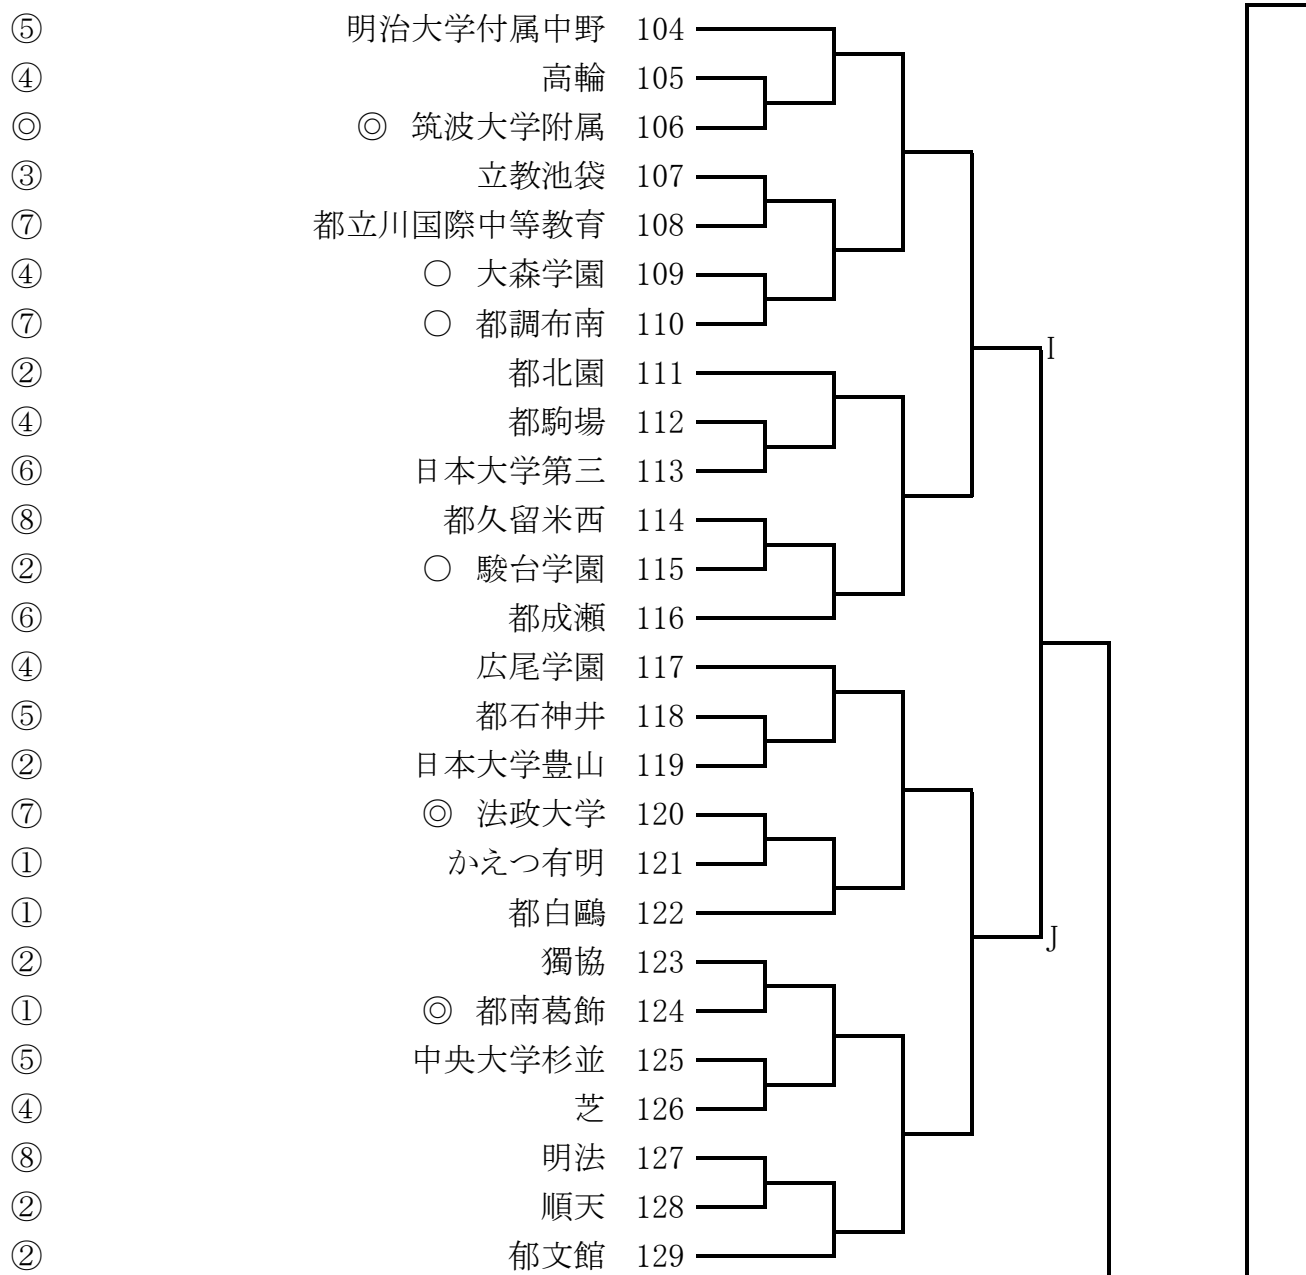 ⑤ 明治大学付属中野 104
④ 高輪 105
◎ ◎ 筑波大学附属 106
③ 立教池袋 107
⑦ 都立川国際中等教育 108
④ ○ 大森学園 109
⑦ ○ 都調布南 110
I
② 都北園 111
④ 都駒場 112
⑥ 日本大学第三 113
⑧ 都久留米西 114
② ○ 駿台学園 115
⑥ 都成瀬 116
④ 広尾学園 117
⑤ 都石神井 118
② 日本大学豊山 119
⑦ ◎ 法政大学 120
① かえつ有明 121
① 都白鷗 122
J
② 獨協 123
① ◎ 都南葛飾 124
⑤ 中央大学杉並 125
④ 芝 126
⑧ 明法 127
② 順天 128
② 郁文館 129